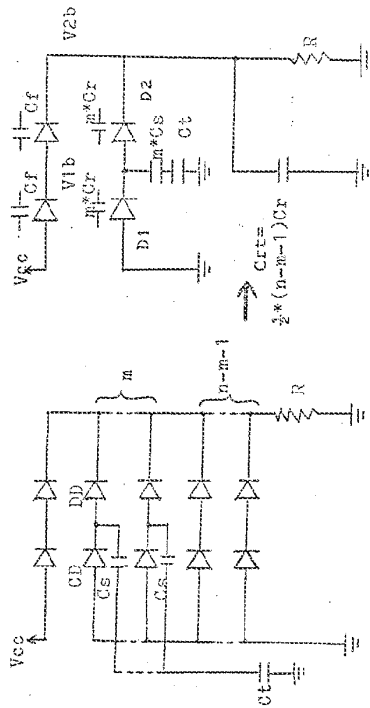 Vcc
CD
DD
Cs
m
Cs
n-m-1
R
Ct
Vcc
Cf
Cf
V1b
V2b
m*Cr
m*Cr
D1
D2
m*Cs
Ct
Crt=
½*(n-m-1)Cr
R